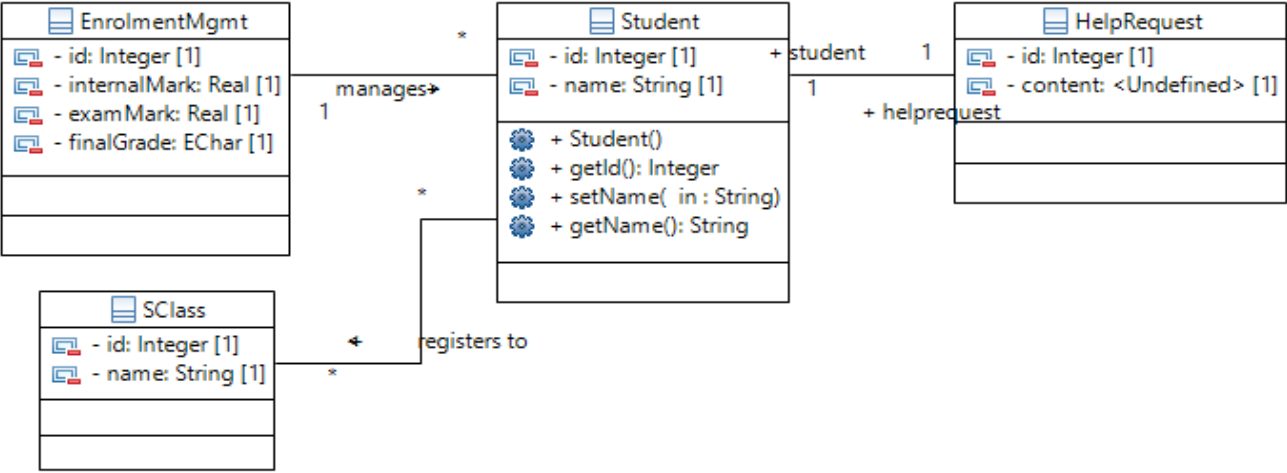 EnrolmentMgmt
- id: Integer [1]
- internalMark: Real [1]
- examMark: Real [1]
- finalGrade: EChar [1]
*
manages
1
Student
- id: Integer [1]
- name: String [1]
+ Student()
+ getId(): Integer
+ setName(  in : String)
+ getName(): String
+ student
1
1
+ helprequest
HelpRequest
- id: Integer [1]
- content: <Undefined> [1]
*
registers to
*
SClass
- id: Integer [1]
- name: String [1]